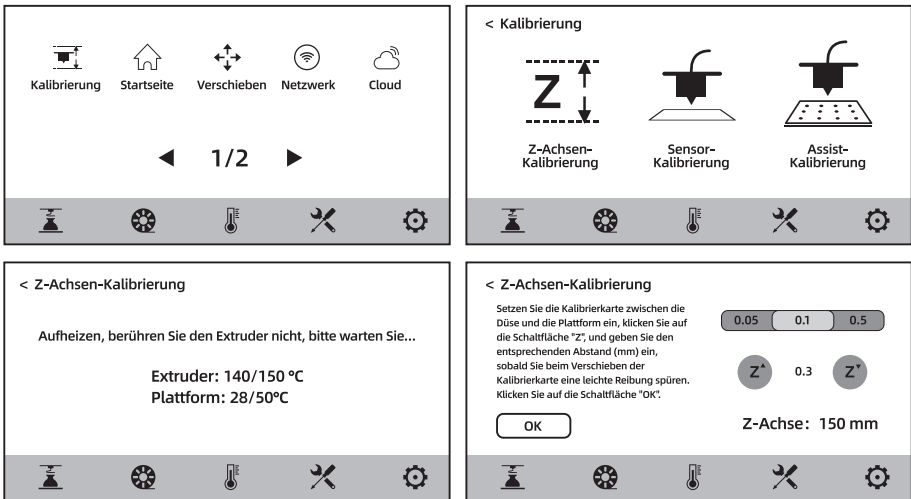 Kalibrierung Startseite Verschieben Netzwerk Cloud
1/2
< Kalibrierung
Z
Z-Achsen-
Kalibrierung
Sensor-
Kalibrierung
Assist-
Kalibrierung
< Z-Achsen-Kalibrierung
Aufheizen, berühren Sie den Extruder nicht, bitte warten Sie...
Extruder: 140/150 ℃
Plattform: 28/50℃
< Z-Achsen-Kalibrierung
Setzen Sie die Kalibrierkarte zwischen die
Düse und die Plattform ein, klicken Sie auf
die Schaltfläche "Z", und geben Sie den
entsprechenden Abstand (mm) ein,
sobald Sie beim Verschieben der
Kalibrierkarte eine leichte Reibung spüren.
Klicken Sie auf die Schaltfläche "OK".
OK
0.05 0.1 0.5
Z 0.3 Z
Z-Achse: 150 mm